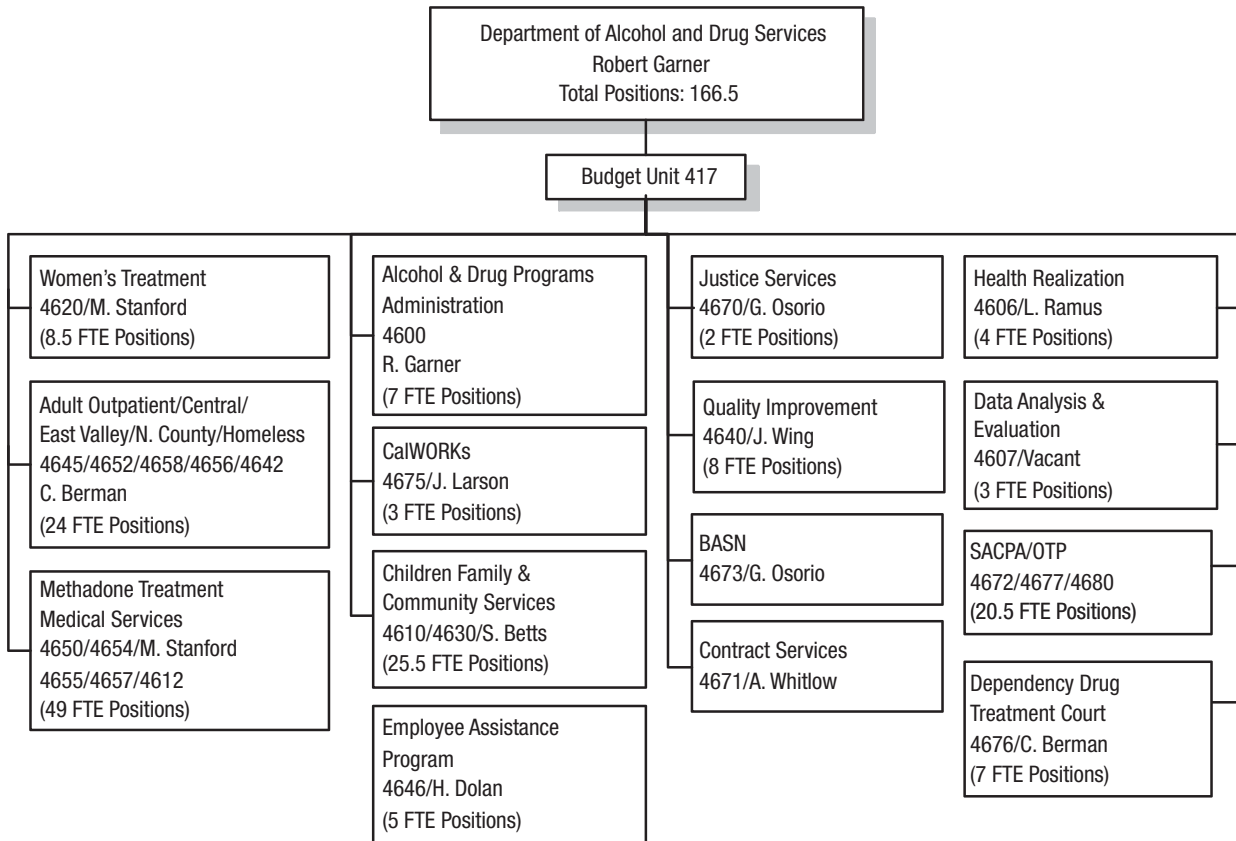 Department of Alcohol and Drug Services
Robert Garner
Total Positions: 166.5
Budget Unit 417
Women’s Treatment
4620/M. Stanford
(8.5 FTE Positions)
Adult Outpatient/Central/
East Valley/N. County/Homeless
4645/4652/4658/4656/4642
C. Berman
(24 FTE Positions)
Methadone Treatment
Medical Services
4650/4654/M. Stanford
4655/4657/4612
(49 FTE Positions)
Alcohol & Drug Programs
Administration
4600
R. Garner
(7 FTE Positions)
CalWORKs
4675/J. Larson
(3 FTE Positions)
Children Family &
Community Services
4610/4630/S. Betts
(25.5 FTE Positions)
Employee Assistance
Program
4646/H. Dolan
(5 FTE Positions)
Justice Services
4670/G. Osorio
(2 FTE Positions)
Quality Improvement
4640/J. Wing
(8 FTE Positions)
BASN
4673/G. Osorio
Contract Services
4671/A. Whitlow
Health Realization
4606/L. Ramus
(4 FTE Positions)
Data Analysis &
Evaluation
4607/Vacant
(3 FTE Positions)
SACPA/OTP
4672/4677/4680
(20.5 FTE Positions)
Dependency Drug
Treatment Court
4676/C. Berman
(7 FTE Positions)